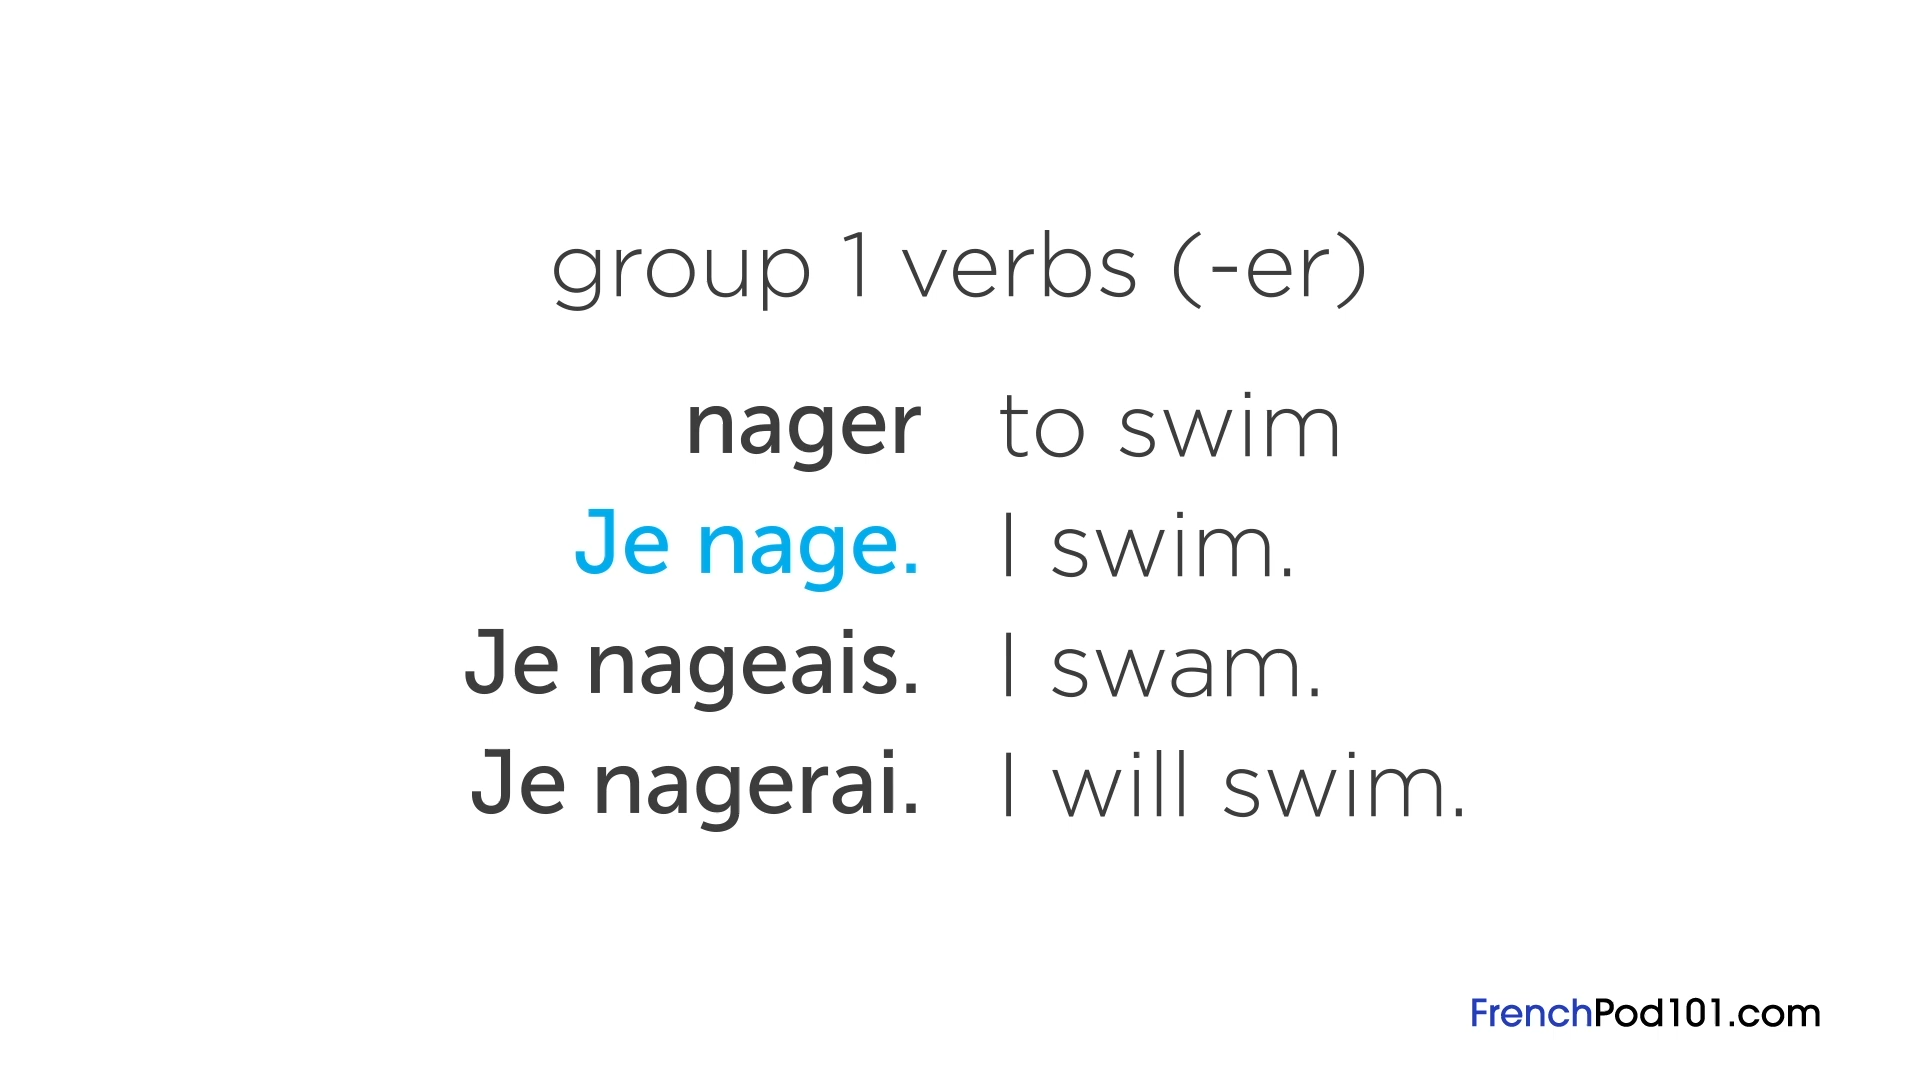 group 1 verbs (-er)
nager to swim
Je nage. I swim.
Je nageais. I swam.
Je nagerai. I will swim.
FrenchPod101.com